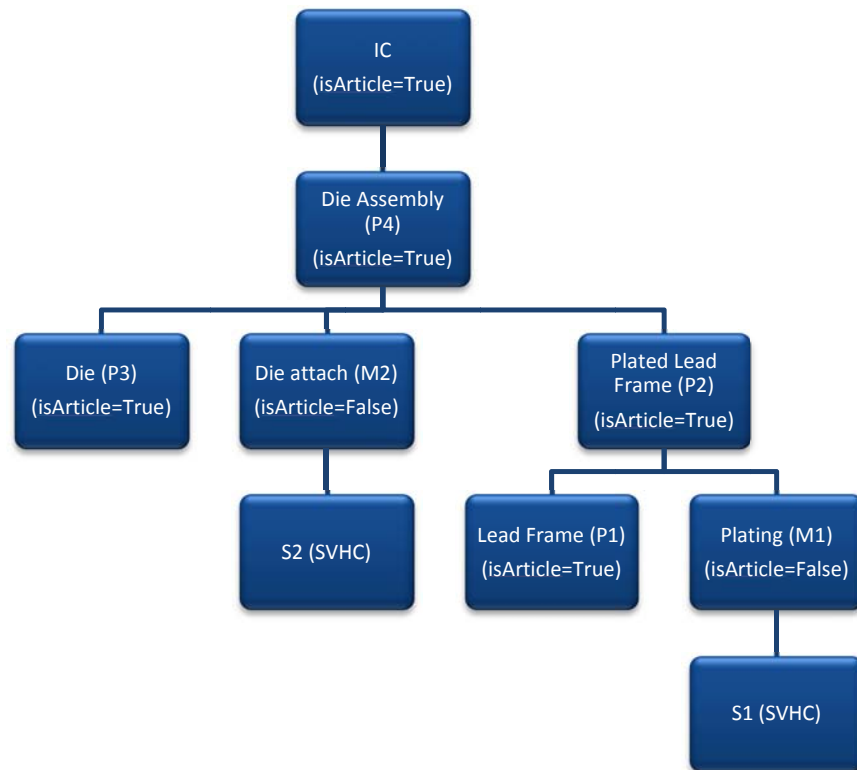 IC
(isArticle=True)
Die Assembly
(P4)
(isArticle=True)
Die (P3)
(isArticle=True)
Die attach (M2)
(isArticle=False)
Plated Lead
Frame (P2)
(isArticle=True)
S2 (SVHC)
Lead Frame (P1)
(isArticle=True)
Plating (M1)
(isArticle=False)
S1 (SVHC)